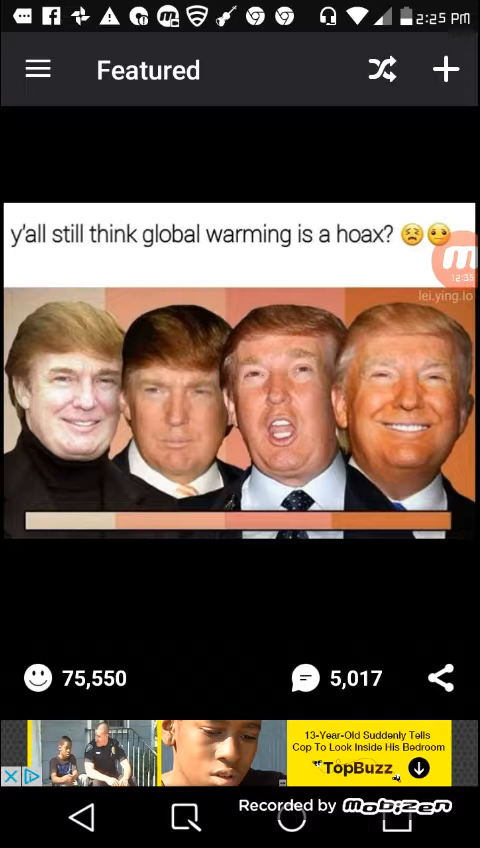 2:25 PM
Featured
y'all still think global warming is a hoax? 😣😐
12:35
lei.ying.lo
75,550
5,017
13-Year-Old Suddenly Tells
Cop To Look Inside His Bedroom
TopBuzz
Recorded by Mobizen